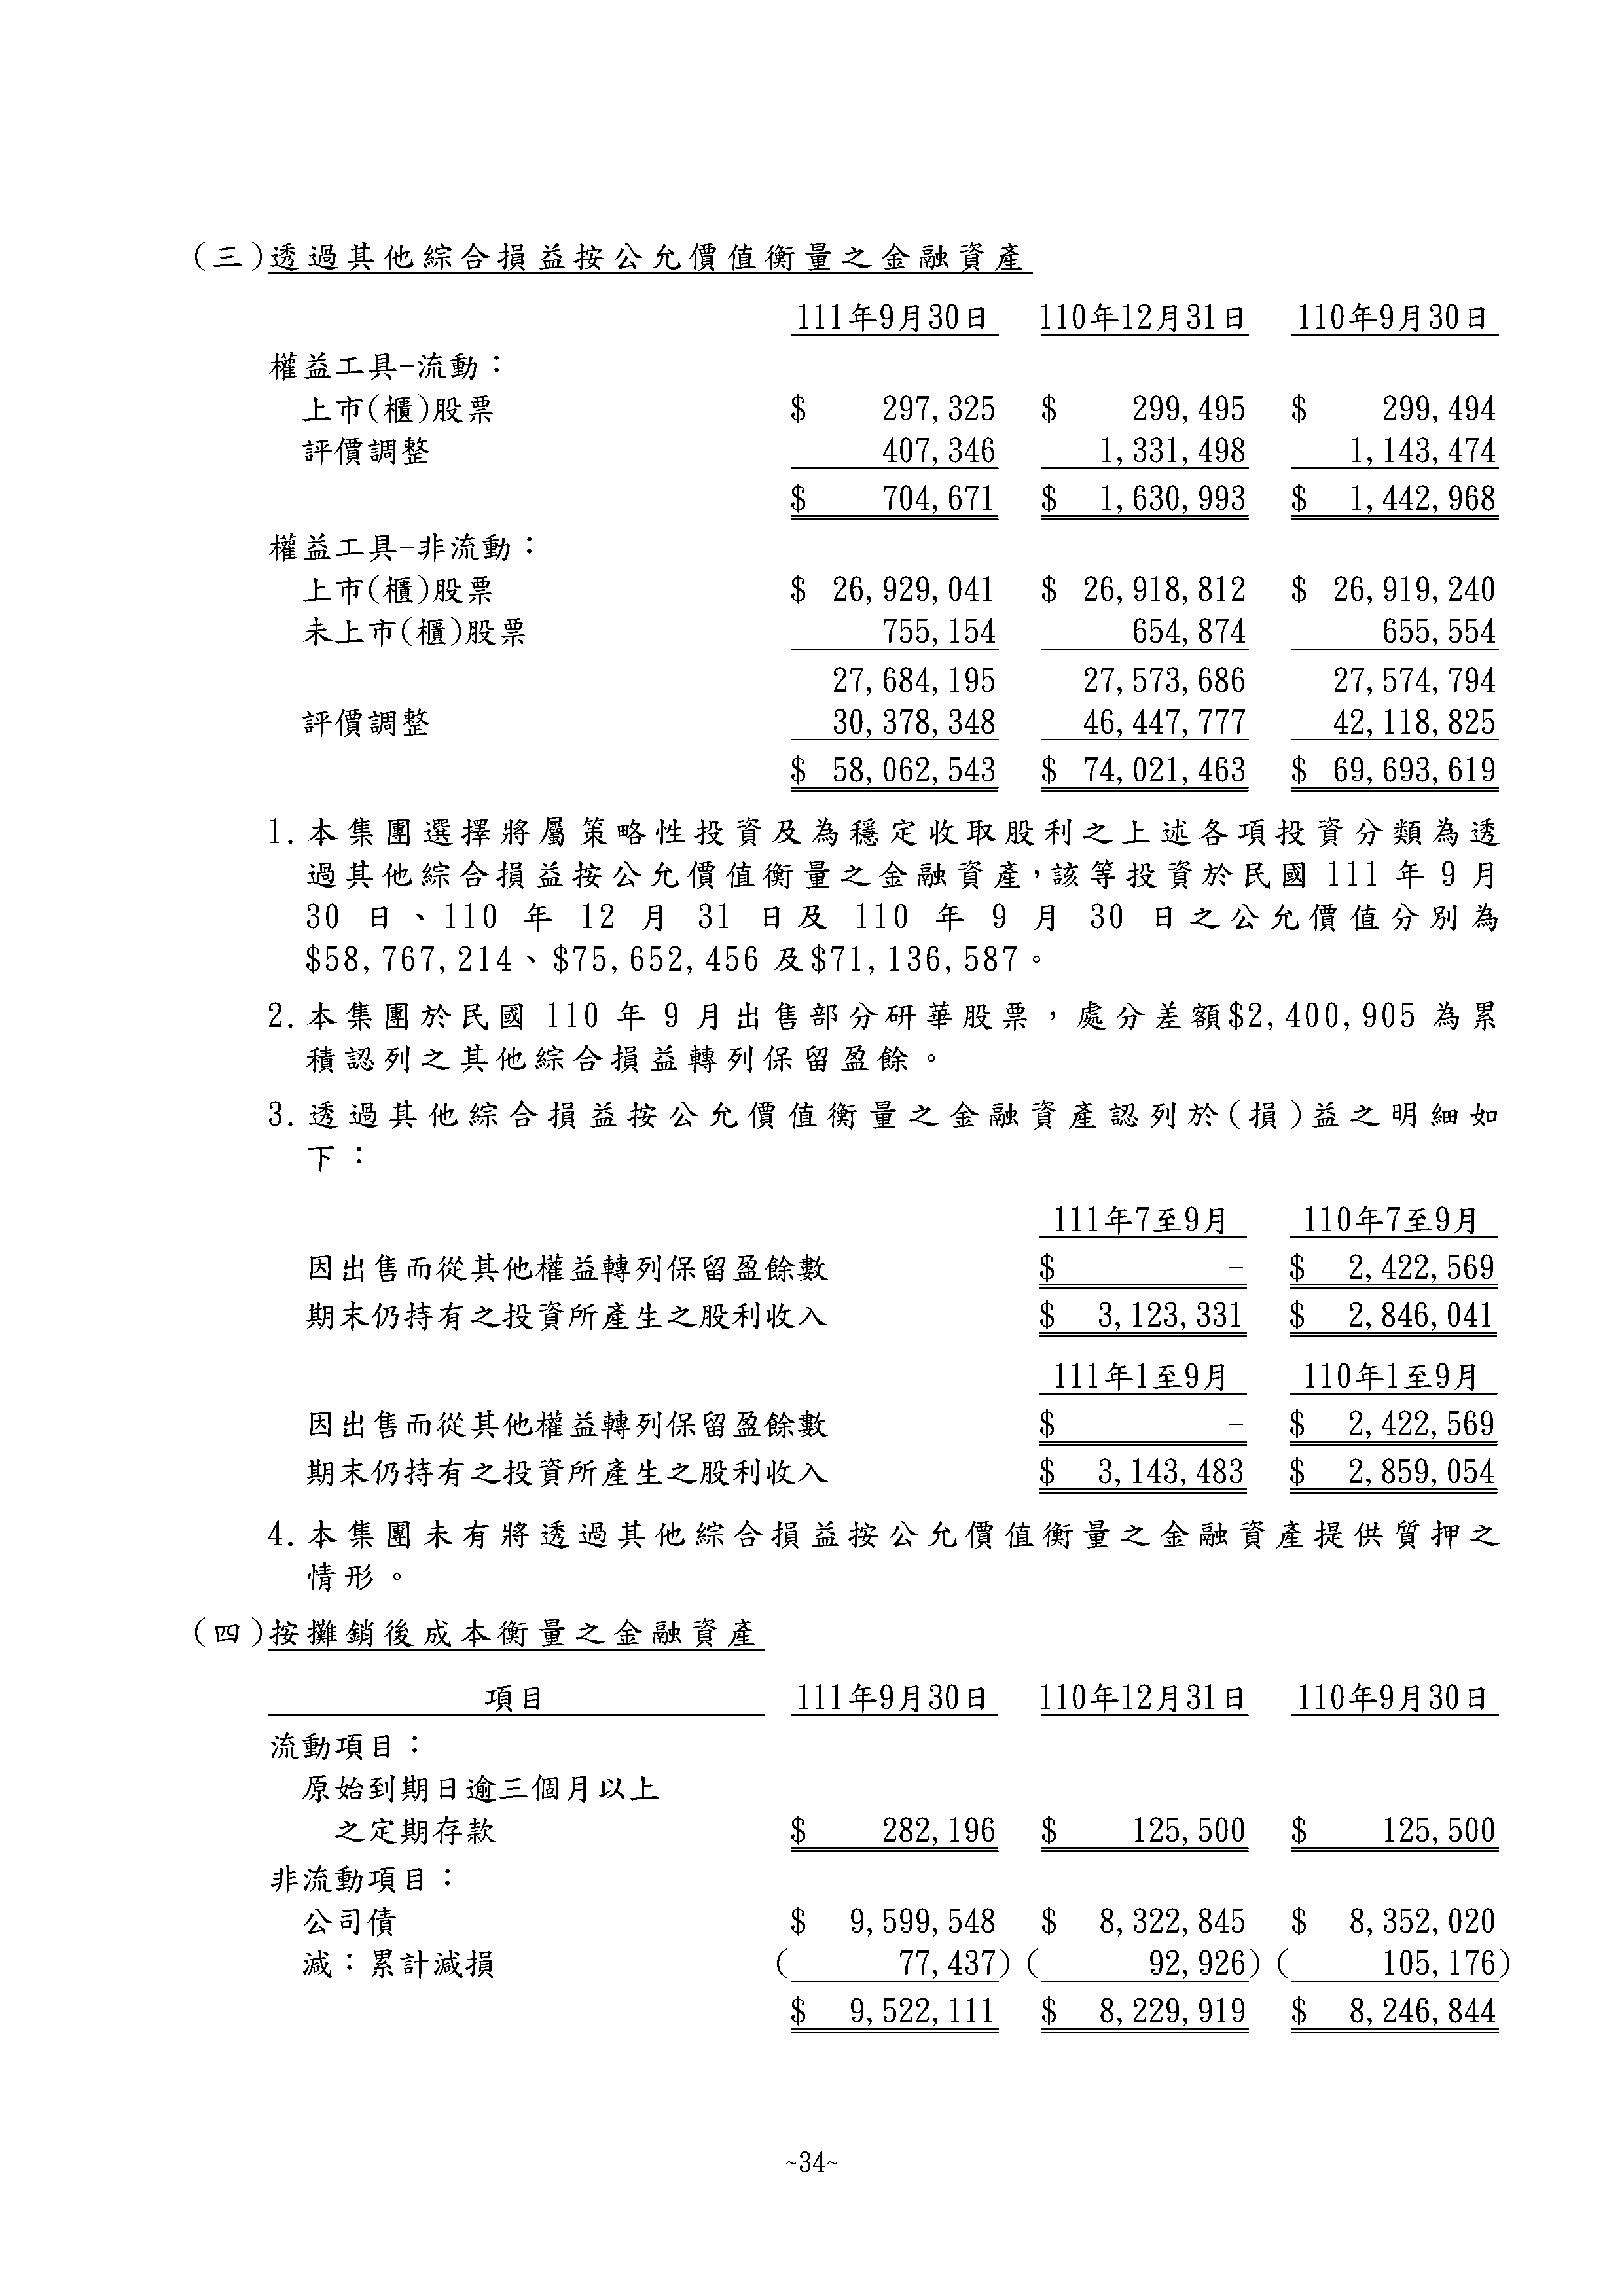 (三)透過其他綜合損益按公允價值衡量之金融資產
111年9月30日 110年12月31日 110年9月30日
權益工具-流動：
上市(櫃)股票 $ 297,325 $ 299,495 $ 299,494
評價調整 407,346 1,331,498 1,143,474
$ 704,671 $ 1,630,993 $ 1,442,968
權益工具-非流動：
上市(櫃)股票 $ 26,929,041 $ 26,918,812 $ 26,919,240
未上市(櫃)股票 755,154 654,874 655,554
27,684,195 27,573,686 27,574,794
評價調整 30,378,348 46,447,777 42,118,825
$ 58,062,543 $ 74,021,463 $ 69,693,619
1.本集團選擇將屬策略性投資及為穩定收取股利之上述各項投資分類為透
過其他綜合損益按公允價值衡量之金融資產，該等投資於民國 111 年 9 月
30 日、110 年 12 月 31 日及 110 年 9 月 30 日之公允價值分別為
$58,767,214、$75,652,456 及$71,136,587。
2.本集團於民國 110 年 9 月出售部分研華股票，處分差額$2,400,905 為累
積認列之其他綜合損益轉列保留盈餘。
3.透過其他綜合損益按公允價值衡量之金融資產認列於(損)益之明細如
下：
111年7至9月 110年7至9月
因出售而從其他權益轉列保留盈餘數 $ - $ 2,422,569
期末仍持有之投資所產生之股利收入 $ 3,123,331 $ 2,846,041
111年1至9月 110年1至9月
因出售而從其他權益轉列保留盈餘數 $ - $ 2,422,569
期末仍持有之投資所產生之股利收入 $ 3,143,483 $ 2,859,054
4.本集團未有將透過其他綜合損益按公允價值衡量之金融資產提供質押之
情形。
(四)按攤銷後成本衡量之金融資產
項目 111年9月30日 110年12月31日 110年9月30日
流動項目：
原始到期日逾三個月以上
之定期存款 $ 282,196 $ 125,500 $ 125,500
非流動項目：
公司債 $ 9,599,548 $ 8,322,845 $ 8,352,020
減：累計減損 ( 77,437) ( 92,926) ( 105,176)
$ 9,522,111 $ 8,229,919 $ 8,246,844
~34~